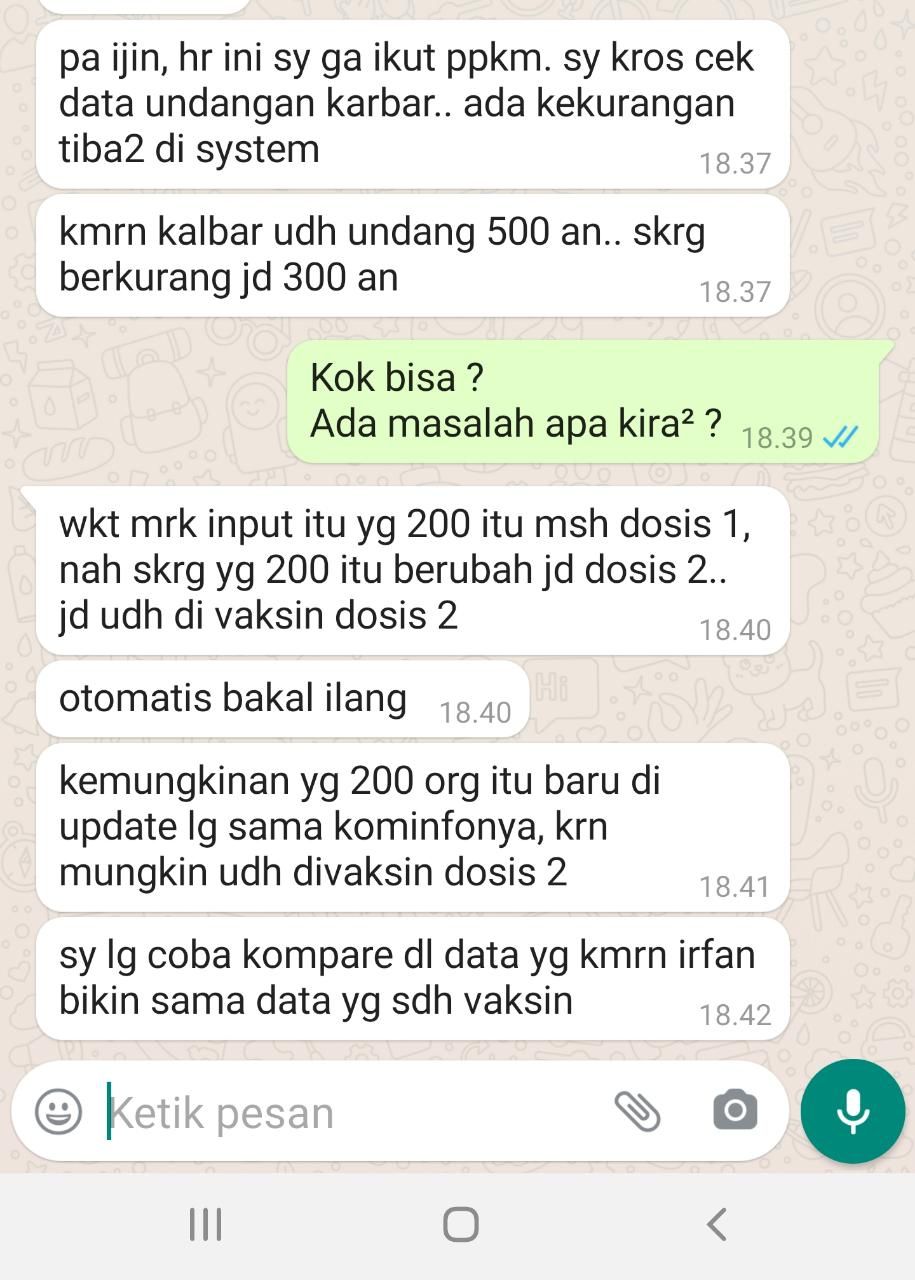 pa ijin, hr ini sy ga ikut ppkm. sy kros cek
data undangan karbar.. ada kekurangan
tiba2 di system
18.37
kmrn kalbar udh undang 500 an.. skrg
berkurang jd 300 an
18.37
Kok bisa ?
Ada masalah apa kira² ?
18.39
wkt mrk input itu yg 200 itu msh dosis 1,
nah skrg yg 200 itu berubah jd dosis 2..
jd udh di vaksin dosis 2
18.40
otomatis bakal ilang
18.40
kemungkinan yg 200 org itu baru di
update lg sama kominfonya, krn
mungkin udh divaksin dosis 2
18.41
sy lg coba kompare dl data yg kmrn irfan
bikin sama data yg sdh vaksin
18.42
Ketik pesan